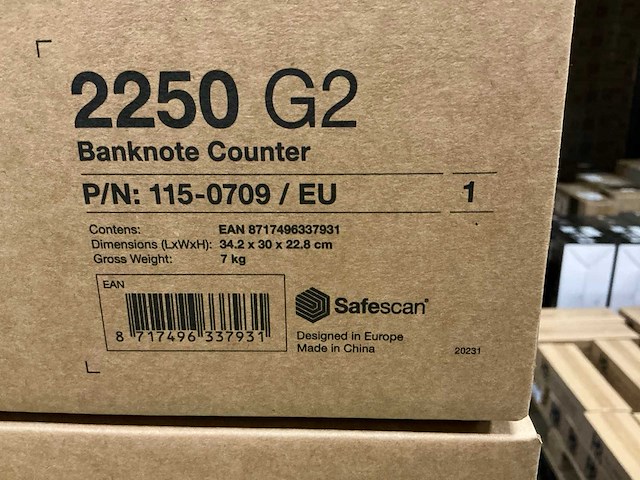 2250 G2
Banknote Counter
P/N: 115-0709 / EU 1
Contens: EAN 8717496337931
Dimensions (LxWxH): 34.2 x 30 x 22.8 cm
Gross Weight: 7 kg
EAN
8 717496 337931
Safescan®
Designed in Europe
Made in China
20231